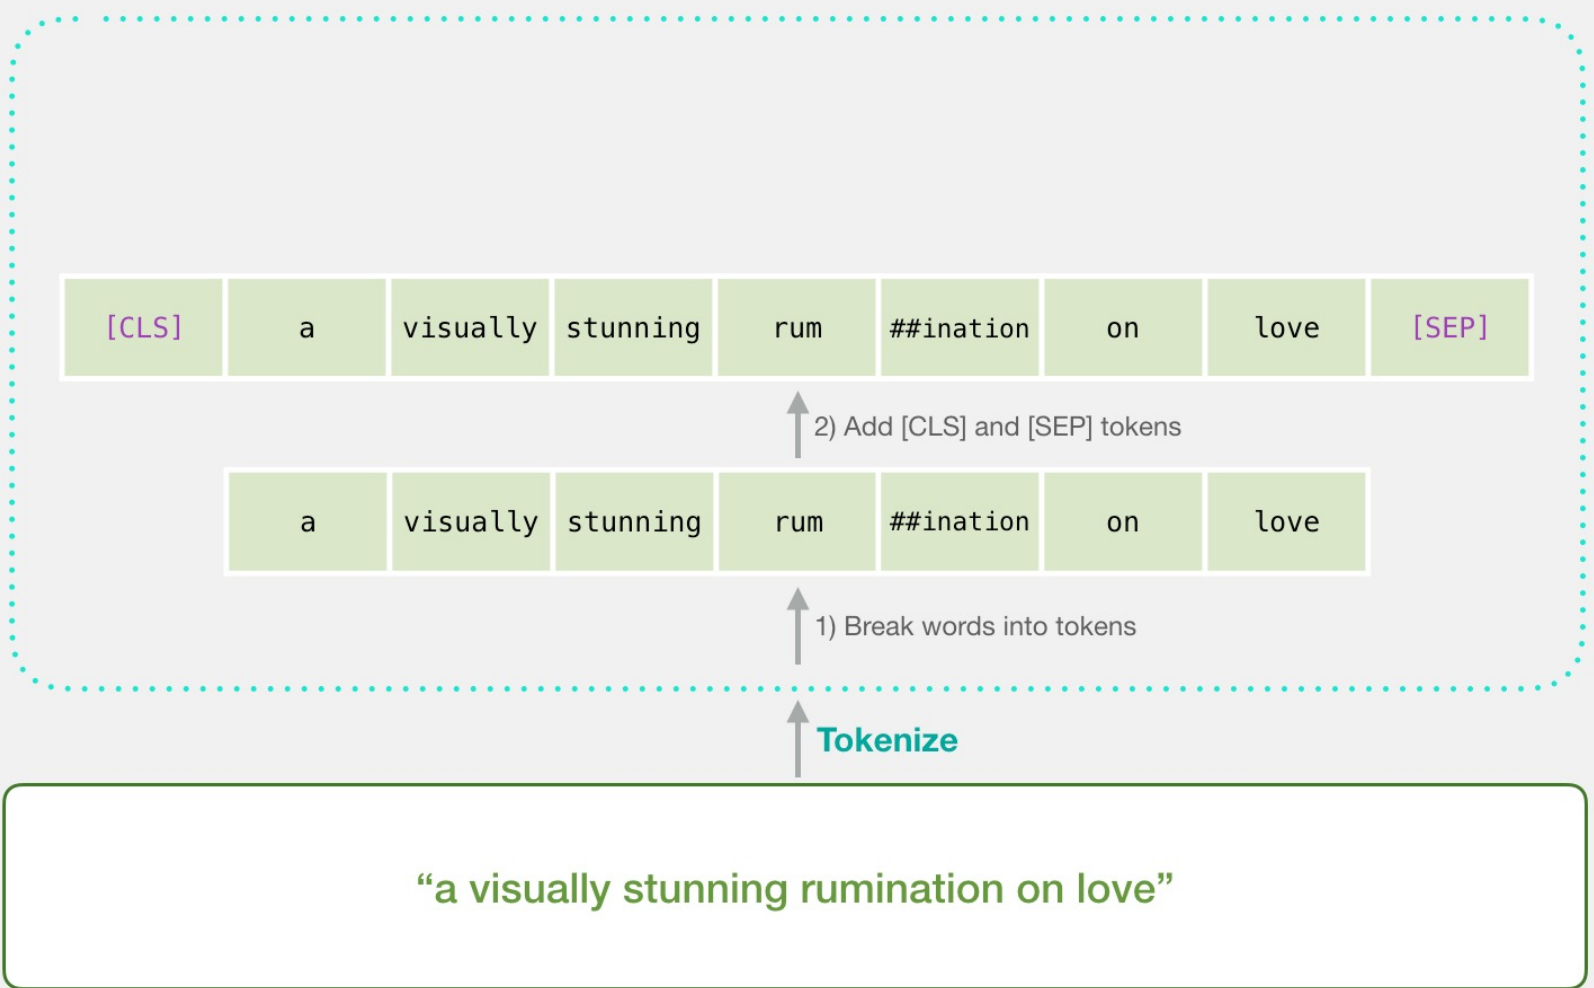 [CLS] a visually stunning rum ##ination on love [SEP]
2) Add [CLS] and [SEP] tokens
a visually stunning rum ##ination on love
1) Break words into tokens
Tokenize
“a visually stunning rumination on love”